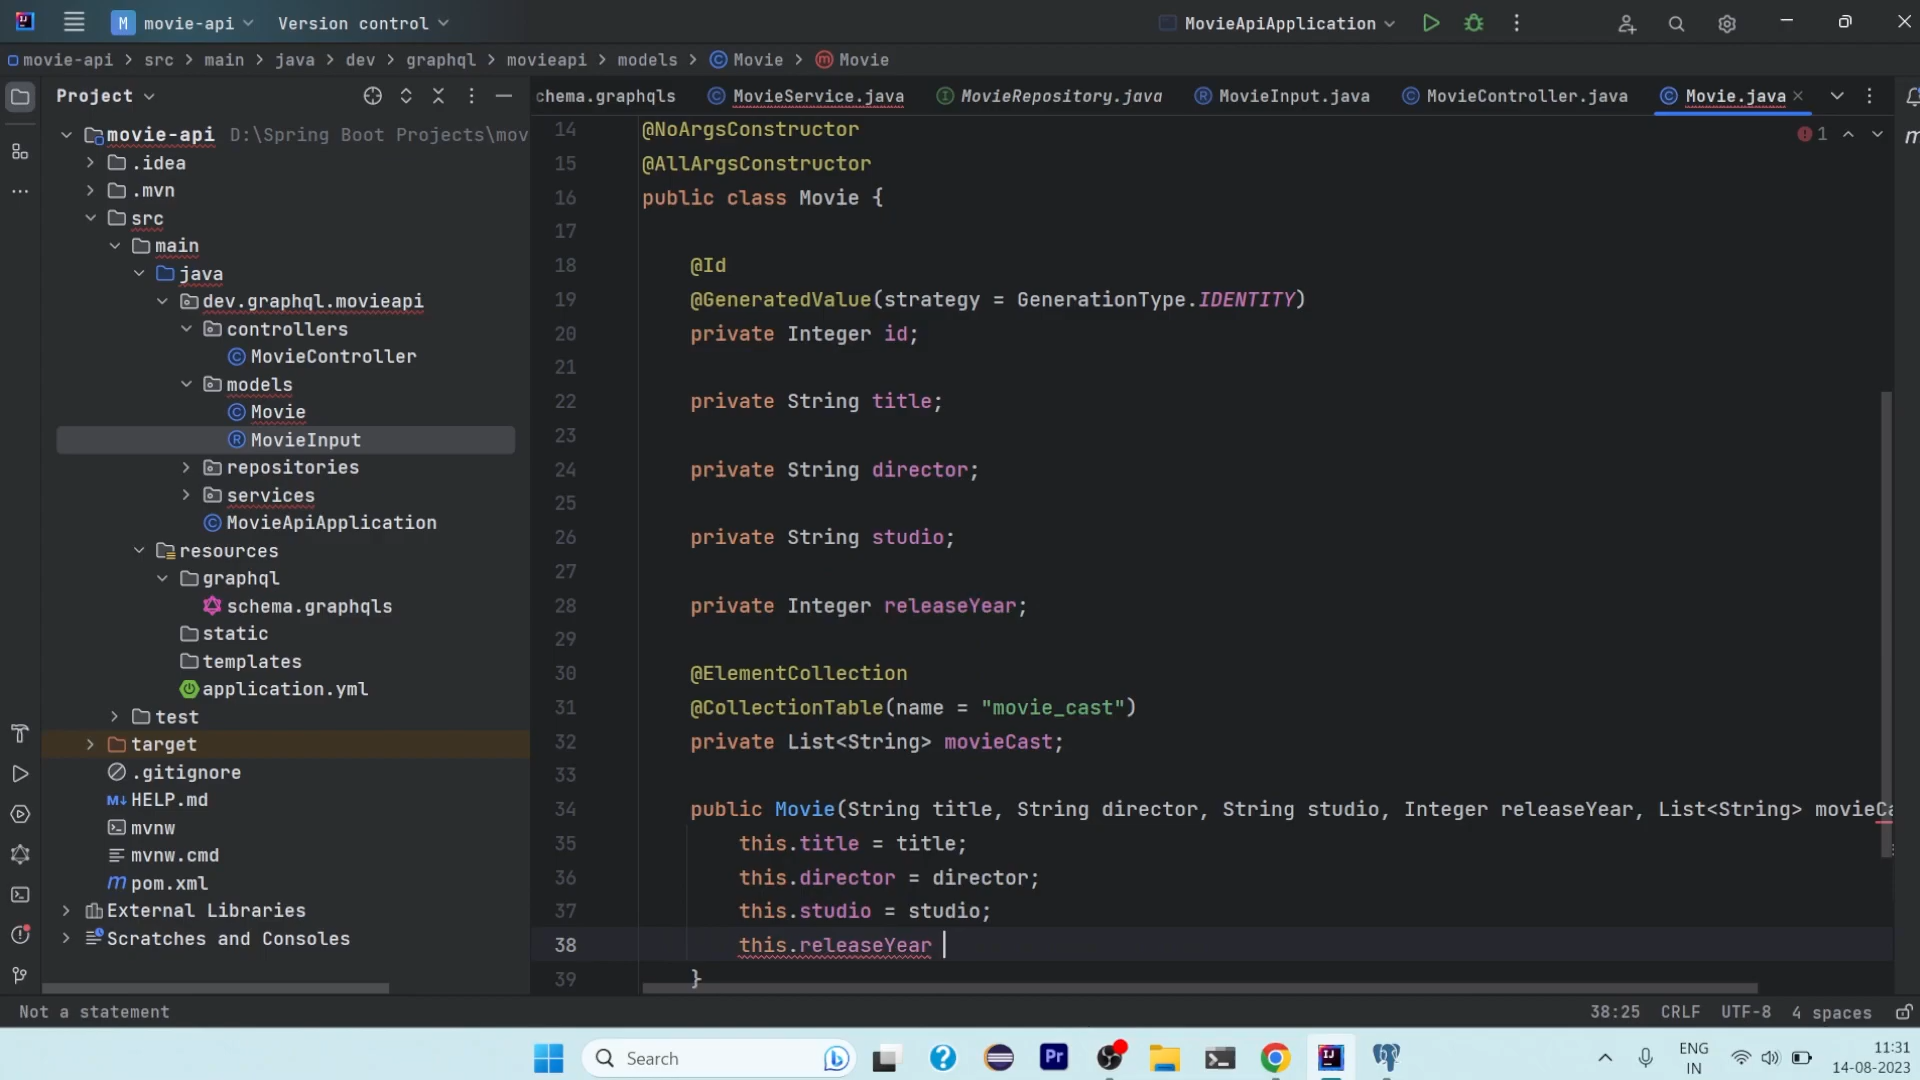 M movie-api Version control MovieApiApplication
movie-api > src > main > java > dev > graphql > movieapi > models > Movie > Movie
Project
chema.graphqls MovieService.java MovieRepository.java MovieInput.java MovieController.java Movie.java
movie-api D:\Spring Boot Projects\mov
.idea
.mvn
src
main
java
dev.graphql.movieapi
controllers
MovieController
models
Movie
MovieInput
repositories
services
MovieApiApplication
resources
graphql
schema.graphqls
static
templates
application.yml
test
target
.gitignore
HELP.md
mvnw
mvnw.cmd
pom.xml
External Libraries
Scratches and Consoles
1
14 @NoArgsConstructor
15 @AllArgsConstructor
16 public class Movie {
17
18 @Id
19 @GeneratedValue(strategy = GenerationType.IDENTITY)
20 private Integer id;
21
22 private String title;
23
24 private String director;
25
26 private String studio;
27
28 private Integer releaseYear;
29
30 @ElementCollection
31 @CollectionTable(name = "movie_cast")
32 private List<String> movieCast;
33
34 public Movie(String title, String director, String studio, Integer releaseYear, List<String> movieCa
35 this.title = title;
36 this.director = director;
37 this.studio = studio;
38 this.releaseYear
39 }
Not a statement 38:25 CRLF UTF-8 4 spaces
Search Pr ENG IN 11:31 14-08-2023